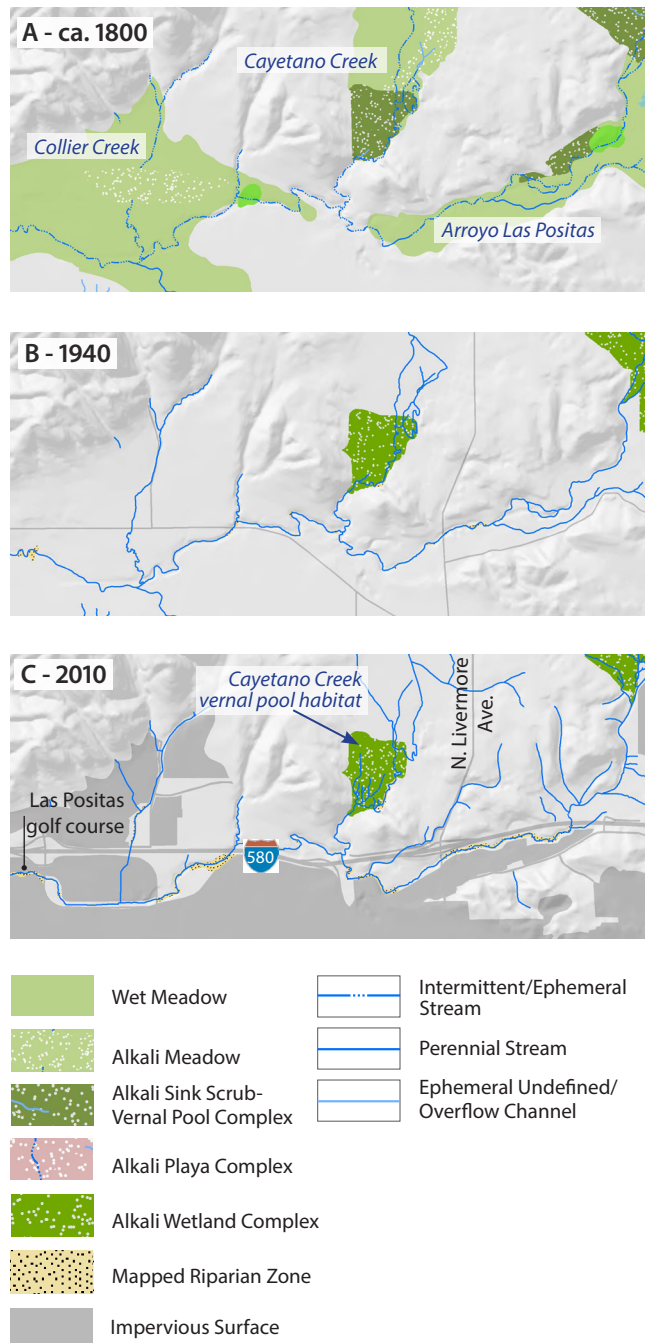 A - ca. 1800
Cayetano Creek
Collier Creek
Arroyo Las Positas
B - 1940
C - 2010
Cayetano Creek
vernal pool habitat
N. Livermore
Ave.
Las Positas
golf course
580
Wet Meadow
Alkali Meadow
Alkali Sink Scrub-
Vernal Pool Complex
Alkali Playa Complex
Alkali Wetland Complex
Mapped Riparian Zone
Impervious Surface
Intermittent/Ephemeral
Stream
Perennial Stream
Ephemeral Undefined/
Overflow Channel